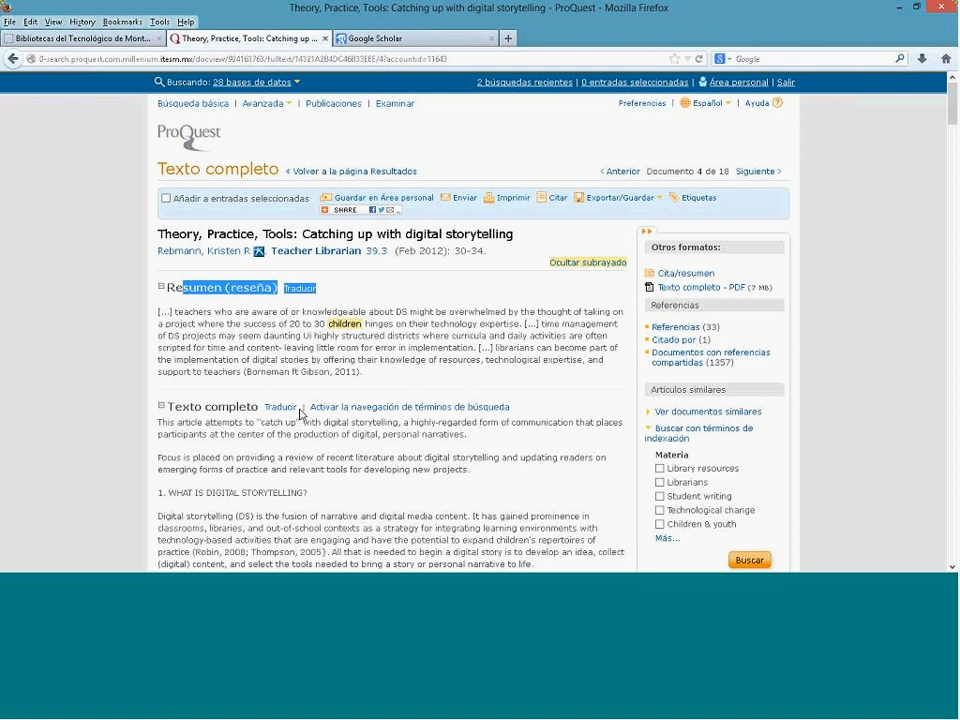 Theory, Practice, Tools: Catching up with digital storytelling - ProQuest - Mozilla Firefox
File Edit View History Bookmarks Tools Help
Bibliotecas del Tecnológico de Mont... Theory, Practice, Tools: Catching up ... Google Scholar
0-search.proquest.com.millenium.itesm.mx/docview/924163763/fulltext/14321A2B4DC46B33EEE/4?accountid=11643 Google
Buscando: 28 bases de datos 2 búsquedas recientes | 0 entradas seleccionadas | Área personal | Salir
Búsqueda básica | Avanzada | Publicaciones | Examinar Preferencias | Español | Ayuda
ProQuest
Texto completo « Volver a la página Resultados ‹ Anterior Documento 4 de 18 Siguiente ›
Añadir a entradas seleccionadas Guardar en Área personal Enviar Imprimir Citar Exportar/Guardar Etiquetas
SHARE
Theory, Practice, Tools: Catching up with digital storytelling
Rebmann, Kristen R. Teacher Librarian 39.3 (Feb 2012): 30-34.
Ocultar subrayado
Resumen (reseña) Traducir
[...] teachers who are aware of or knowledgeable about DS might be overwhelmed by the thought of taking on
a project where the success of 20 to 30 children hinges on their technology expertise. [...] time management
of DS projects may seem daunting Ui highly structured districts where curricula and daily activities are often
scripted for time and content- leaving little room for error in implementation. [...] librarians can become part of
the implementation of digital stories by offering their knowledge of resources, technological expertise, and
support to teachers (Borneman ft Gibson, 2011).
Texto completo Traducir | Activar la navegación de términos de búsqueda
This article attempts to "catch up" with digital storytelling, a highly-regarded form of communication that places
participants at the center of the production of digital, personal narratives.
Focus is placed on providing a review of recent literature about digital storytelling and updating readers on
emerging forms of practice and relevant tools for developing new projects.
1. WHAT IS DIGITAL STORYTELLING?
Digital storytelling (DS) is the fusion of narrative and digital media content. It has gained prominence in
classrooms, libraries, and out-of-school contexts as a strategy for integrating learning environments with
technology-based activities that are engaging and have the potential to expand children's repertoires of
practice (Robin, 2008; Thompson, 2005}. All that is needed to begin a digital story is to develop an idea, collect
(digital) content, and select the tools needed to bring a story or personal narrative to life.
Otros formatos:
Cita/resumen
Texto completo - PDF (7 MB)
Referencias
Referencias (33)
Citado por (1)
Documentos con referencias
compartidas (1357)
Artículos similares
Ver documentos similares
Buscar con términos de
indexación
Materia
Library resources
Librarians
Student writing
Technological change
Children & youth
Más...
Buscar